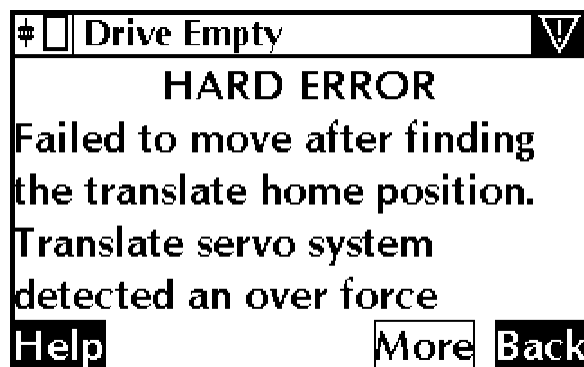 Drive Empty
HARD ERROR
Failed to move after finding
the translate home position.
Translate servo system
detected an over force
Help More Back